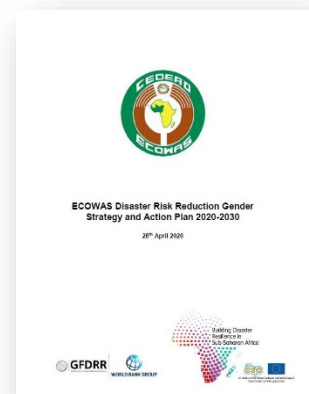 CEDEAO
ECOWAS
ECOWAS Disaster Risk Reduction Gender
Strategy and Action Plan 2020-2030
28th April 2020
Building Disaster
Resilience in
Sub-Saharan Africa
GFDRR
WORLD BANK GROUP